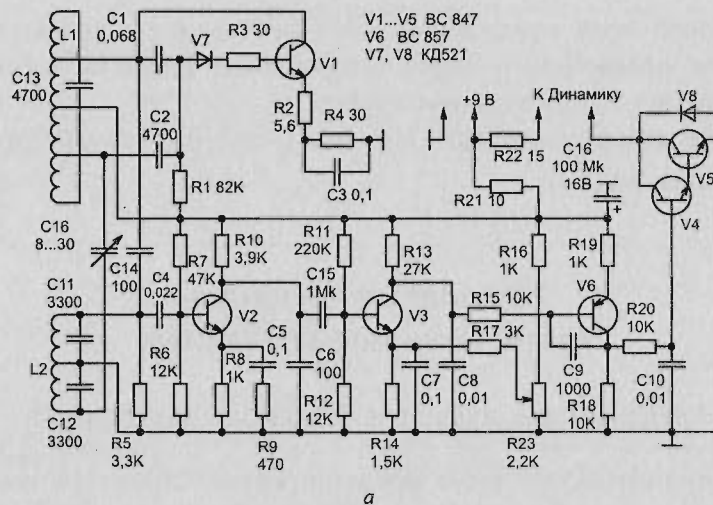 C1
0,068
L1
C13
4700
V7
R3 30
V1
V1...V5 BC 847
V6 BC 857
V7, V8 КД521
R2
5,6
R4 30
C3 0,1
C2
4700
R1 82K
+9 В
К Динамику
R22 15
R21 10
C16
100 Mk
16В
+
V8
V5
V4
C16
8...30
C14
100
C4
0,022
R7
47K
R10
3,9K
R11
220K
C15
1Mk
R13
27K
R16
1K
R19
1K
C11
3300
L2
C12
3300
R6
12K
V2
R8
1K
C5
0,1
C6
100
V3
R15 10K
R17 3K
V6
R20
10K
R5
3,3K
R9
470
R12
12K
R14
1,5K
C7
0,1
C8
0,01
R23
2,2K
C9
1000
R18
10K
C10
0,01
а